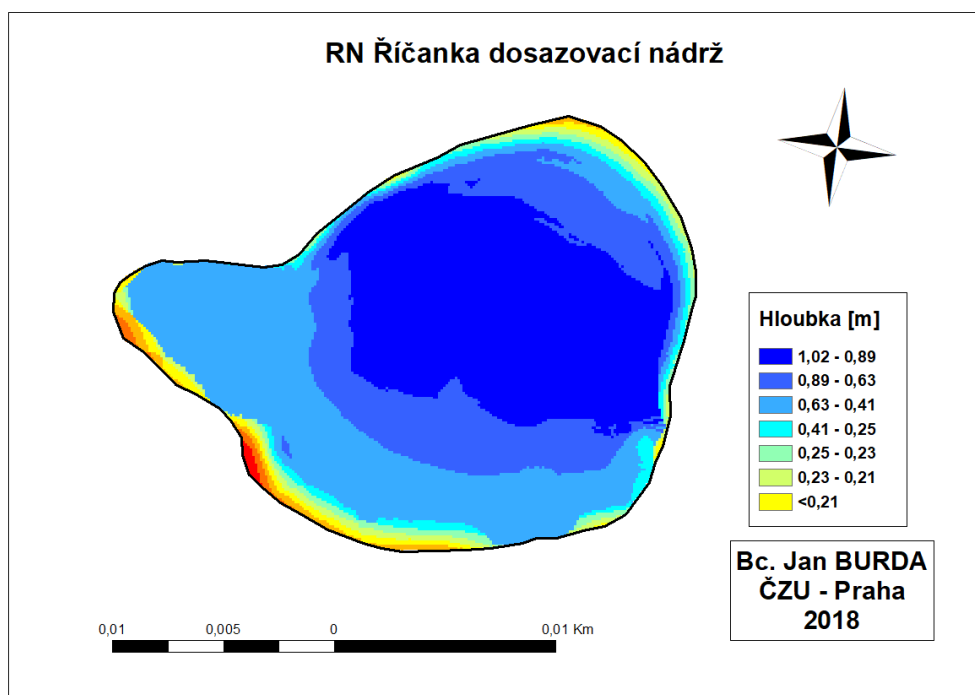 RN Říčanka dosazovací nádrž
Hloubka [m]
1,02 - 0,89
0,89 - 0,63
0,63 - 0,41
0,41 - 0,25
0,25 - 0,23
0,23 - 0,21
<0,21
Bc. Jan BURDA
ČZU - Praha
2018
0,01 0,005 0 0,01 Km